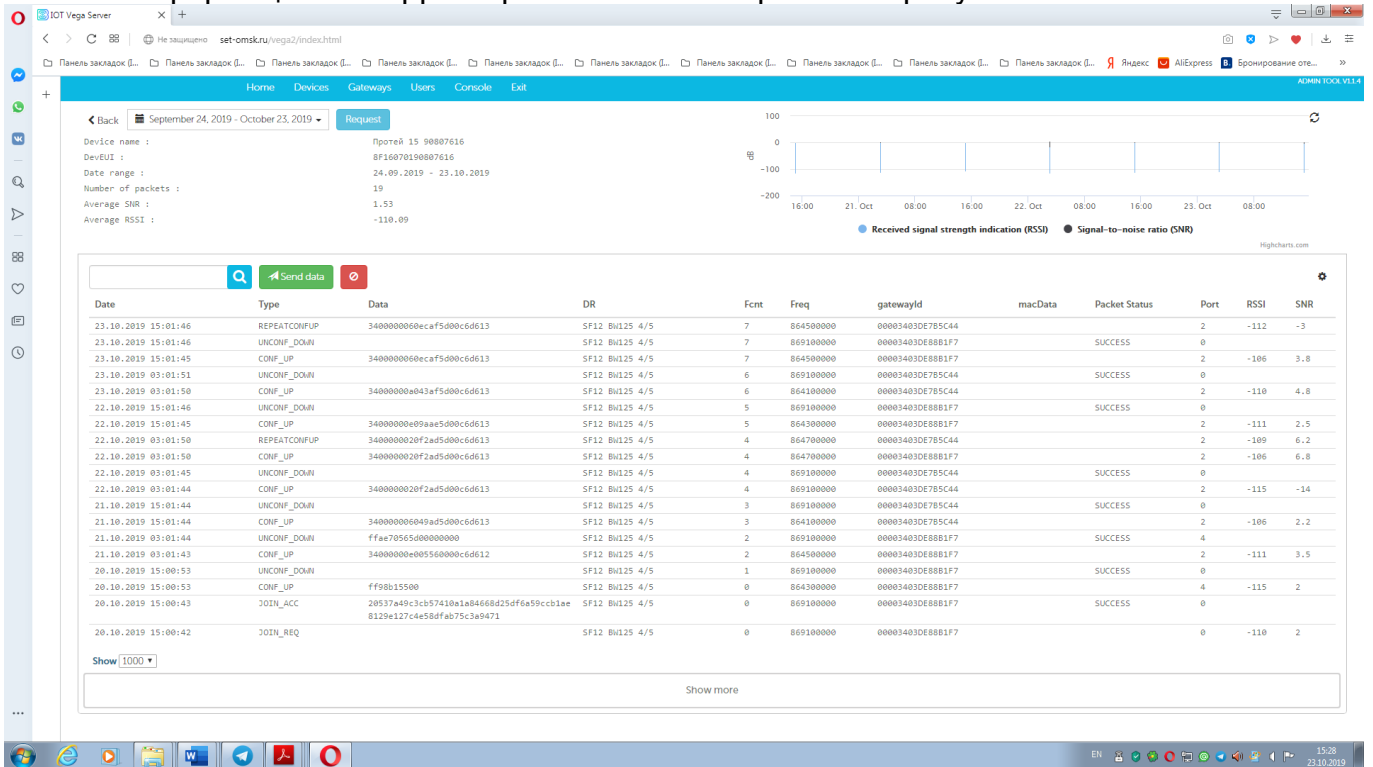 IOT Vega Server
Не защищено set-omsk.ru/vega2/index.html
Панель закладок (I... Панель закладок (I... Панель закладок (I... Панель закладок (I... Панель закладок (I... Панель закладок (I... Панель закладок (I... Панель закладок (I... Панель закладок (I... Панель закладок (I... Яндекс AliExpress Бронирование оте... »
Home Devices Gateways Users Console Exit ADMIN TOOL V1.1.4
Back September 24, 2019 - October 23, 2019 Request
Device name : Протей 15 90807616
DevEUI : 8F16070190807616
Date range : 24.09.2019 - 23.10.2019
Number of packets : 19
Average SNR : 1.53
Average RSSI : -110.09
100
0
-100
-200
dB
16:00 21. Oct 08:00 16:00 22. Oct 08:00 16:00 23. Oct 08:00
Received signal strength indication (RSSI) Signal-to-noise ratio (SNR)
Highcharts.com
Send data
Date Type Data DR Fcnt Freq gatewayId macData Packet Status Port RSSI SNR
23.10.2019 15:01:46 REPEATCONFUP 3400000060ecaf5d00c6d613 SF12 BW125 4/5 7 864500000 00003403DE7B5C44 2 -112 -3
23.10.2019 15:01:46 UNCONF_DOWN SF12 BW125 4/5 7 869100000 00003403DE88B1F7 SUCCESS 0
23.10.2019 15:01:45 CONF_UP 3400000060ecaf5d00c6d613 SF12 BW125 4/5 7 864500000 00003403DE88B1F7 2 -106 3.8
23.10.2019 03:01:51 UNCONF_DOWN SF12 BW125 4/5 6 869100000 00003403DE7B5C44 SUCCESS 0
23.10.2019 03:01:50 CONF_UP 34000000a043af5d00c6d613 SF12 BW125 4/5 6 864100000 00003403DE7B5C44 2 -110 4.8
22.10.2019 15:01:46 UNCONF_DOWN SF12 BW125 4/5 5 869100000 00003403DE88B1F7 SUCCESS 0
22.10.2019 15:01:45 CONF_UP 34000000e09aae5d00c6d613 SF12 BW125 4/5 5 864300000 00003403DE88B1F7 2 -111 2.5
22.10.2019 03:01:50 REPEATCONFUP 3400000020f2ad5d00c6d613 SF12 BW125 4/5 4 864700000 00003403DE7B5C44 2 -109 6.2
22.10.2019 03:01:50 CONF_UP 3400000020f2ad5d00c6d613 SF12 BW125 4/5 4 864700000 00003403DE88B1F7 2 -106 6.8
22.10.2019 03:01:45 UNCONF_DOWN SF12 BW125 4/5 4 869100000 00003403DE7B5C44 SUCCESS 0
22.10.2019 03:01:44 CONF_UP 3400000020f2ad5d00c6d613 SF12 BW125 4/5 4 869100000 00003403DE7B5C44 2 -115 -14
21.10.2019 15:01:44 UNCONF_DOWN SF12 BW125 4/5 3 869100000 00003403DE7B5C44 SUCCESS 0
21.10.2019 15:01:44 CONF_UP 340000006049ad5d00c6d613 SF12 BW125 4/5 3 864100000 00003403DE7B5C44 2 -106 2.2
21.10.2019 03:01:44 UNCONF_DOWN ffae70565d00000000 SF12 BW125 4/5 2 869100000 00003403DE88B1F7 SUCCESS 4
21.10.2019 03:01:43 CONF_UP 34000000e005560000c6d612 SF12 BW125 4/5 2 864500000 00003403DE88B1F7 2 -111 3.5
20.10.2019 15:00:53 UNCONF_DOWN SF12 BW125 4/5 1 869100000 00003403DE88B1F7 SUCCESS 0
20.10.2019 15:00:53 CONF_UP ff98b15500 SF12 BW125 4/5 0 864300000 00003403DE88B1F7 4 -115 2
20.10.2019 15:00:43 JOIN_ACC 20537a49c3cb57410a1a84668d25df6a59ccb1ae SF12 BW125 4/5 0 869100000 00003403DE88B1F7 SUCCESS 0
8129e127c4e58dfab75c3a9471
20.10.2019 15:00:42 JOIN_REQ SF12 BW125 4/5 0 869100000 00003403DE88B1F7 0 -110 2
Show 1000
Show more
EN 15:28
23.10.2019